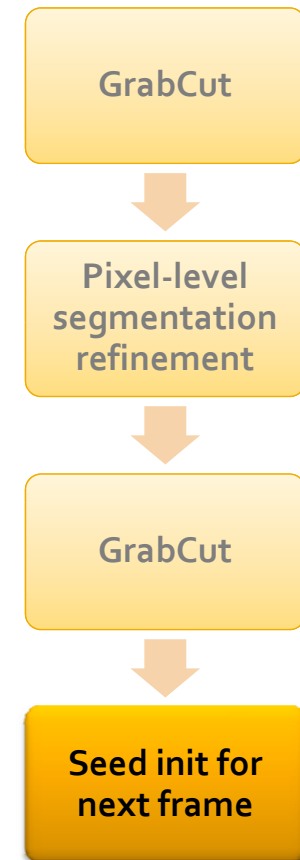 GrabCut
Pixel-level
segmentation
refinement
GrabCut
Seed init for
next frame